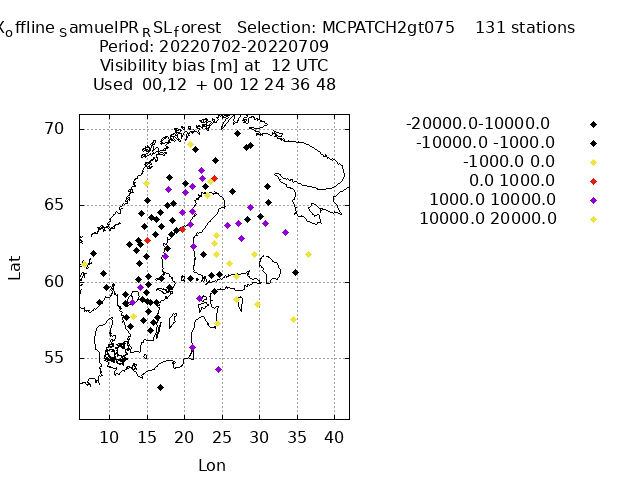 Xoffline SamuelPRRSLforest Selection: MCPATCH2gt075 131 stations
Period: 20220702-20220709
Visibility bias [m] at 12 UTC
Used 00,12 + 00 12 24 36 48
-20000.0-10000.0
-10000.0 -1000.0
-1000.0 0.0
0.0 1000.0
1000.0 10000.0
10000.0 20000.0
70
65
60
55
Lat
10 15 20 25 30 35 40
Lon